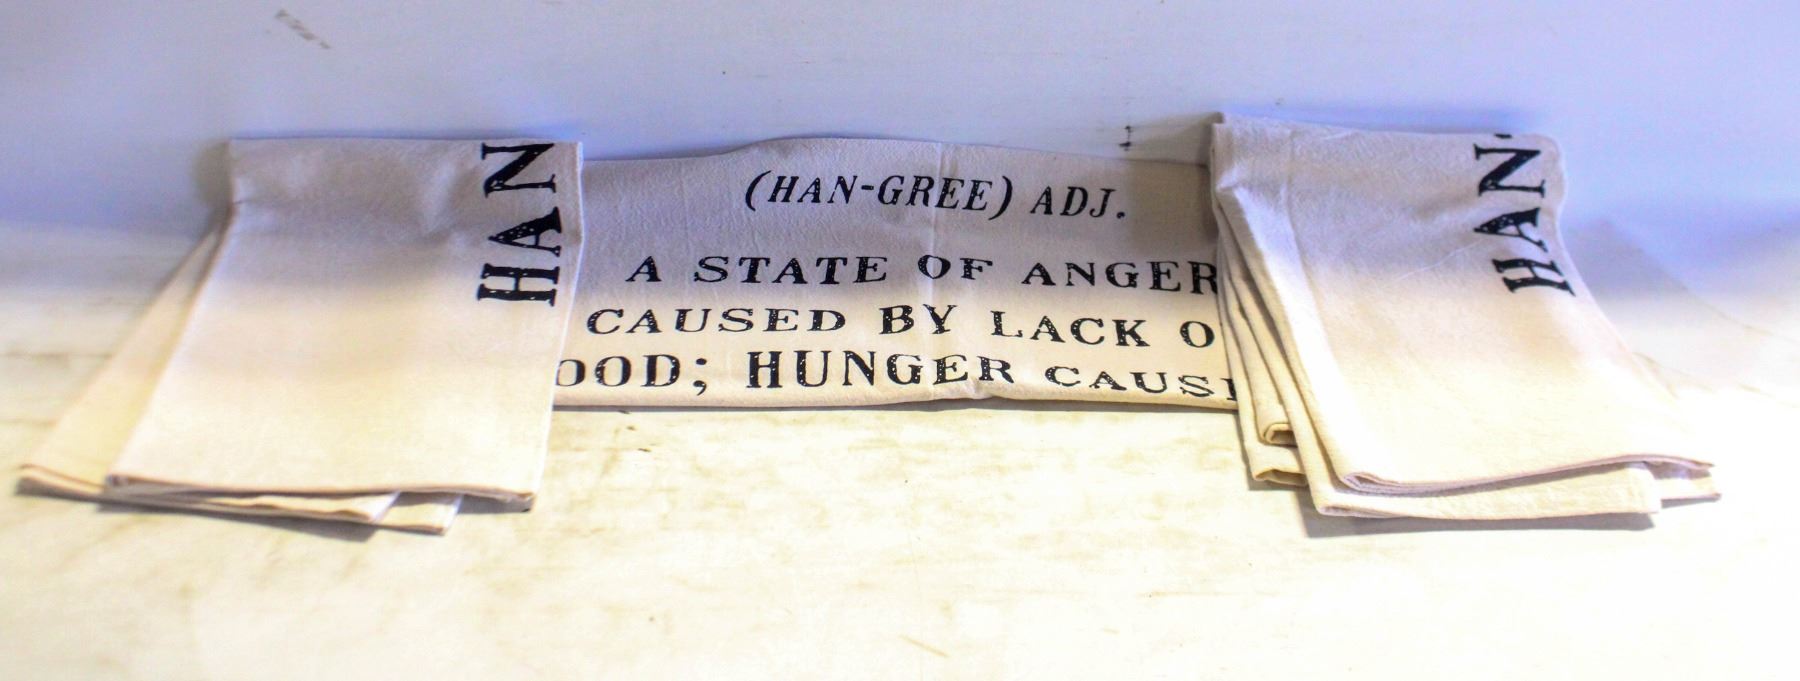 HAN
(HAN-GREE) ADJ.
A STATE OF ANGER
CAUSED BY LACK O
OOD; HUNGER CAUS
HAN